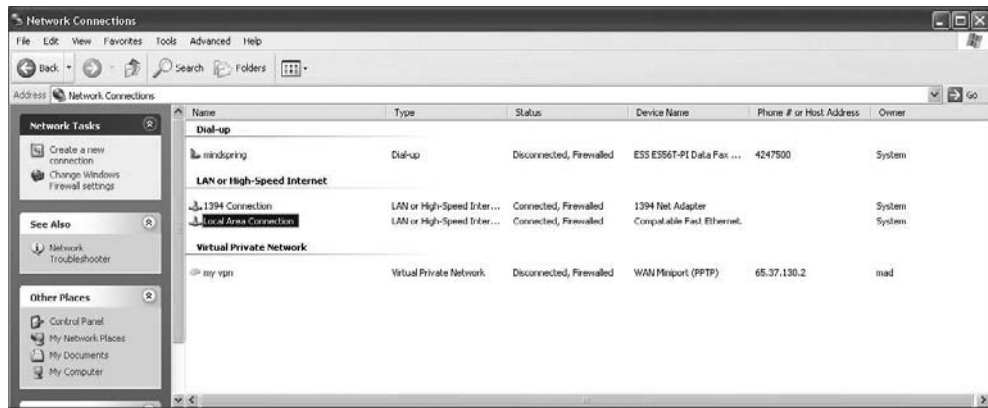 Network Connections
File Edit View Favorites Tools Advanced Help
Back Search Folders
Address Network Connections Go
Name Type Status Device Name Phone # or Host Address Owner
Network Tasks
Create a new
connection
Change Windows
Firewall settings
See Also
Network
Troubleshooter
Other Places
Control Panel
My Network Places
My Documents
My Computer
Dial-up
mindspring Dial-up Disconnected, Firewalled ESS ES56T-PI Data Fax ... 4247500 System
LAN or High-Speed Internet
1394 Connection LAN or High-Speed Inter... Connected, Firewalled 1394 Net Adapter System
Local Area Connection LAN or High-Speed Inter... Connected, Firewalled Compatable Fast Ethernet. System
Virtual Private Network
my vpn Virtual Private Network Disconnected, Firewalled WAN Miniport (PPTP) 65.37.130.2 mad